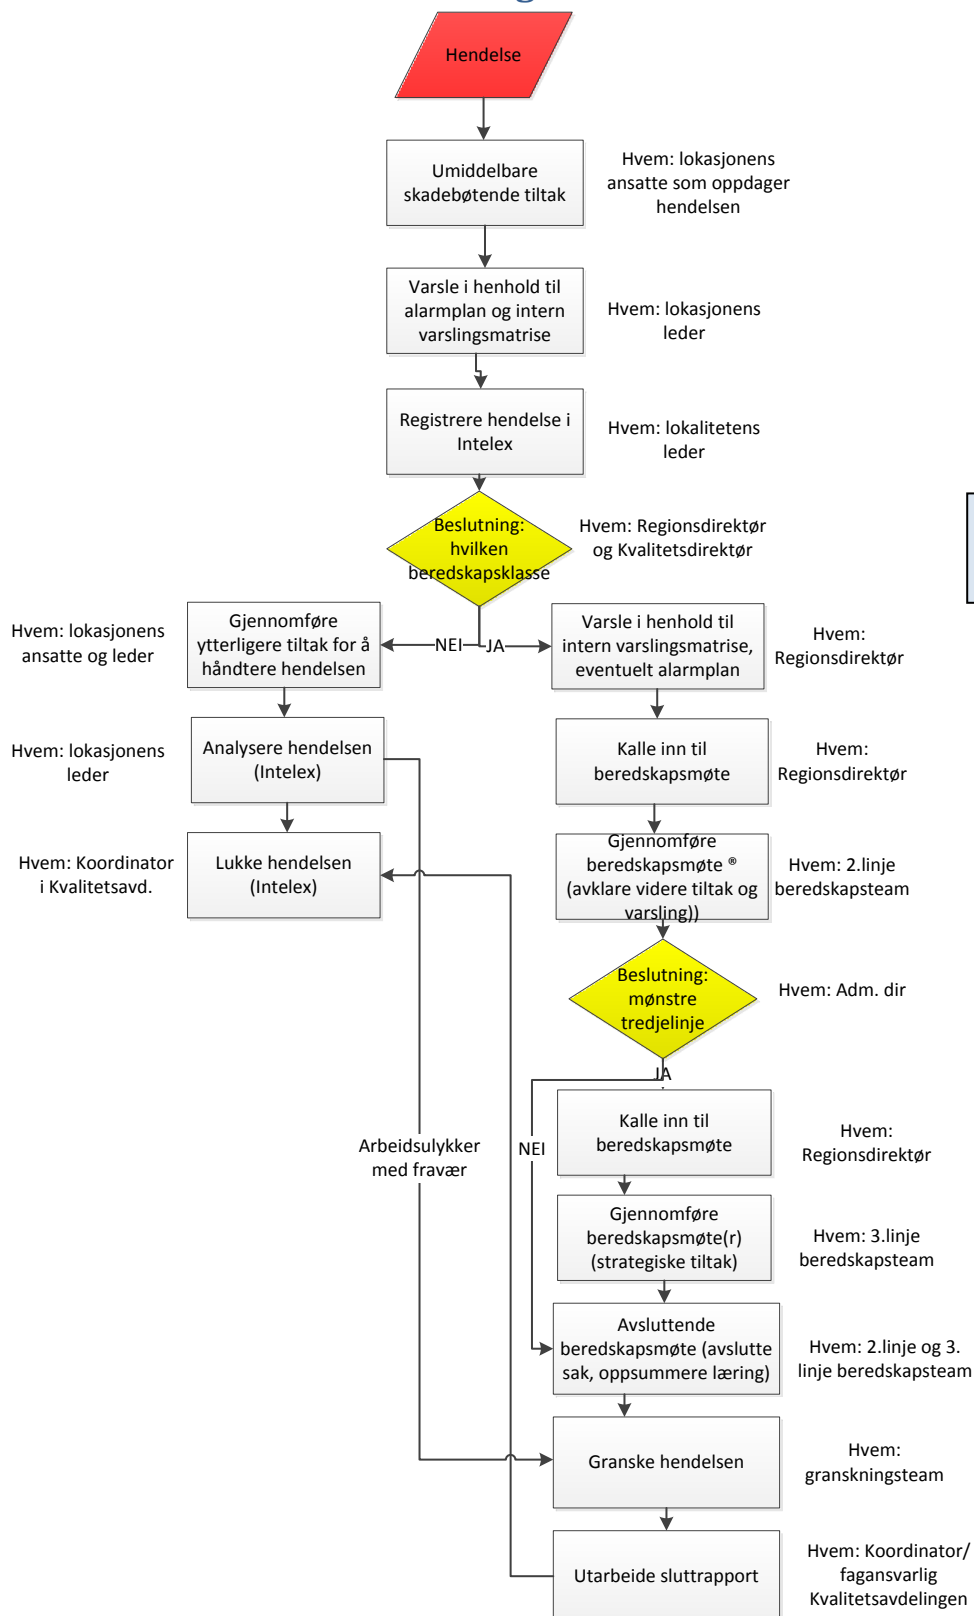 Hendelse
Umiddelbare
skadebøtende tiltak
Hvem: lokasjonens
ansatte som oppdager
hendelsen
Varsle i henhold til
alarmplan og intern
varslingsmatrise
Hvem: lokasjonens
leder
Registrere hendelse i
Intelex
Hvem: lokalitetens
leder
Beslutning:
hvilken
beredskapsklasse
Hvem: Regionsdirektør
og Kvalitetsdirektør
NEI
JA
Hvem: lokasjonens
ansatte og leder
Gjennomføre
ytterligere tiltak for å
håndtere hendelsen
Varsle i henhold til
intern varslingsmatrise,
eventuelt alarmplan
Hvem:
Regionsdirektør
Hvem: lokasjonens
leder
Analysere hendelsen
(Intelex)
Kalle inn til
beredskapsmøte
Hvem:
Regionsdirektør
Hvem: Koordinator
i Kvalitetsavd.
Lukke hendelsen
(Intelex)
Gjennomføre
beredskapsmøte ®
(avklare videre tiltak og
varsling))
Hvem: 2.linje
beredskapsteam
Beslutning:
mønstre
tredjelinje
Hvem: Adm. dir
JA
NEI
Arbeidsulykker
med fravær
Kalle inn til
beredskapsmøte
Hvem:
Regionsdirektør
Gjennomføre
beredskapsmøte(r)
(strategiske tiltak)
Hvem: 3.linje
beredskapsteam
Avsluttende
beredskapsmøte (avslutte
sak, oppsummere læring)
Hvem: 2.linje og 3.
linje beredskapsteam
Granske hendelsen
Hvem:
granskningsteam
Utarbeide sluttrapport
Hvem: Koordinator/
fagansvarlig
Kvalitetsavdelingen